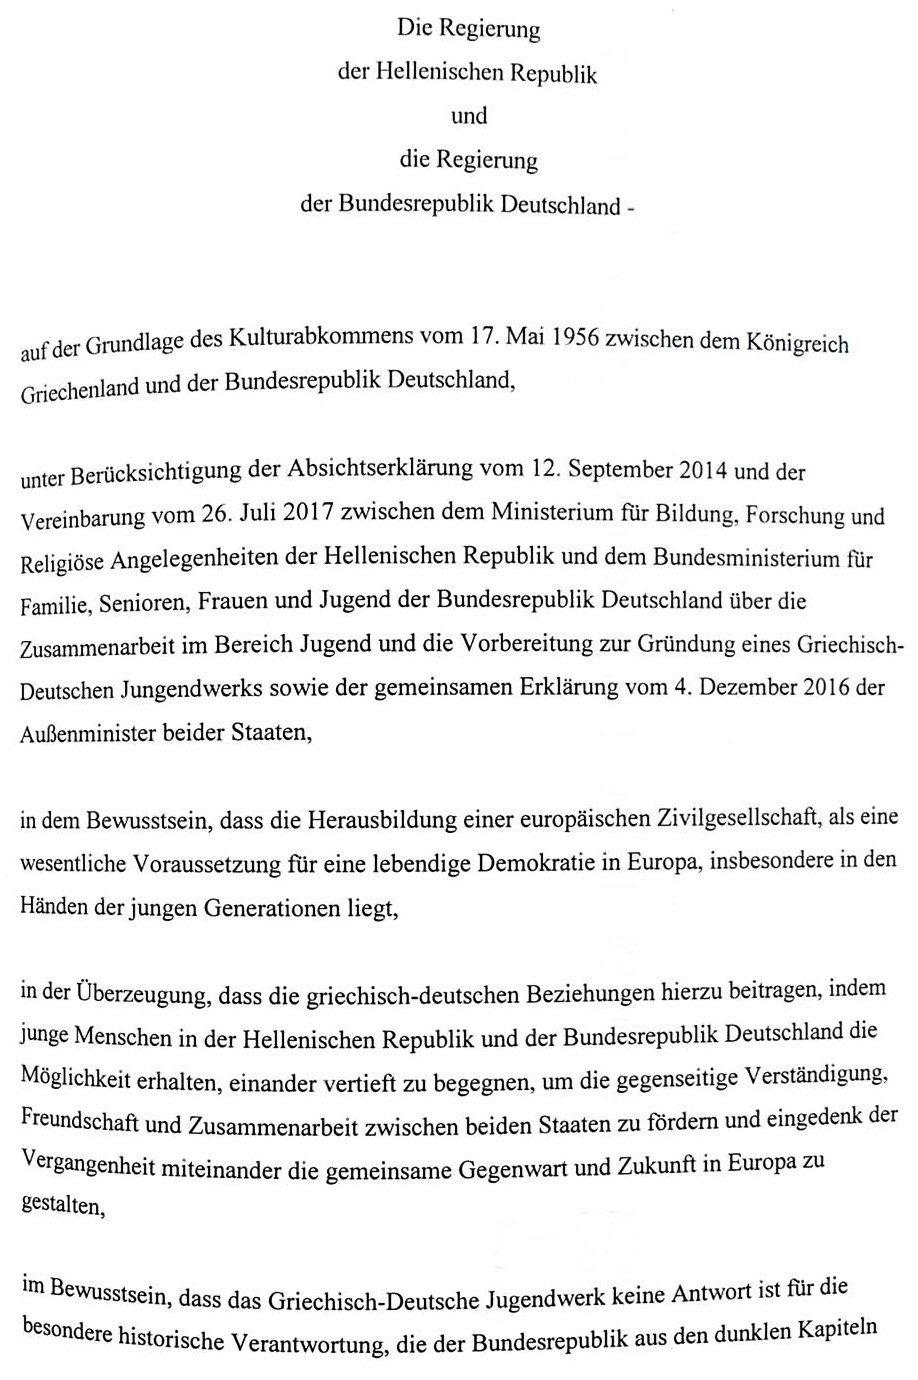 Die Regierung
der Hellenischen Republik
und
die Regierung
der Bundesrepublik Deutschland -
auf der Grundlage des Kulturabkommens vom 17. Mai 1956 zwischen dem Königreich
Griechenland und der Bundesrepublik Deutschland,
unter Berücksichtigung der Absichtserklärung vom 12. September 2014 und der
Vereinbarung vom 26. Juli 2017 zwischen dem Ministerium für Bildung, Forschung und
Religiöse Angelegenheiten der Hellenischen Republik und dem Bundesministerium für
Familie, Senioren, Frauen und Jugend der Bundesrepublik Deutschland über die
Zusammenarbeit im Bereich Jugend und die Vorbereitung zur Gründung eines Griechisch-
Deutschen Jungendwerks sowie der gemeinsamen Erklärung vom 4. Dezember 2016 der
Außenminister beider Staaten,
in dem Bewusstsein, dass die Herausbildung einer europäischen Zivilgesellschaft, als eine
wesentliche Voraussetzung für eine lebendige Demokratie in Europa, insbesondere in den
Händen der jungen Generationen liegt,
in der Überzeugung, dass die griechisch-deutschen Beziehungen hierzu beitragen, indem
junge Menschen in der Hellenischen Republik und der Bundesrepublik Deutschland die
Möglichkeit erhalten, einander vertieft zu begegnen, um die gegenseitige Verständigung,
Freundschaft und Zusammenarbeit zwischen beiden Staaten zu fördern und eingedenk der
Vergangenheit miteinander die gemeinsame Gegenwart und Zukunft in Europa zu
gestalten,
im Bewusstsein, dass das Griechisch-Deutsche Jugendwerk keine Antwort ist für die
besondere historische Verantwortung, die der Bundesrepublik aus den dunklen Kapiteln